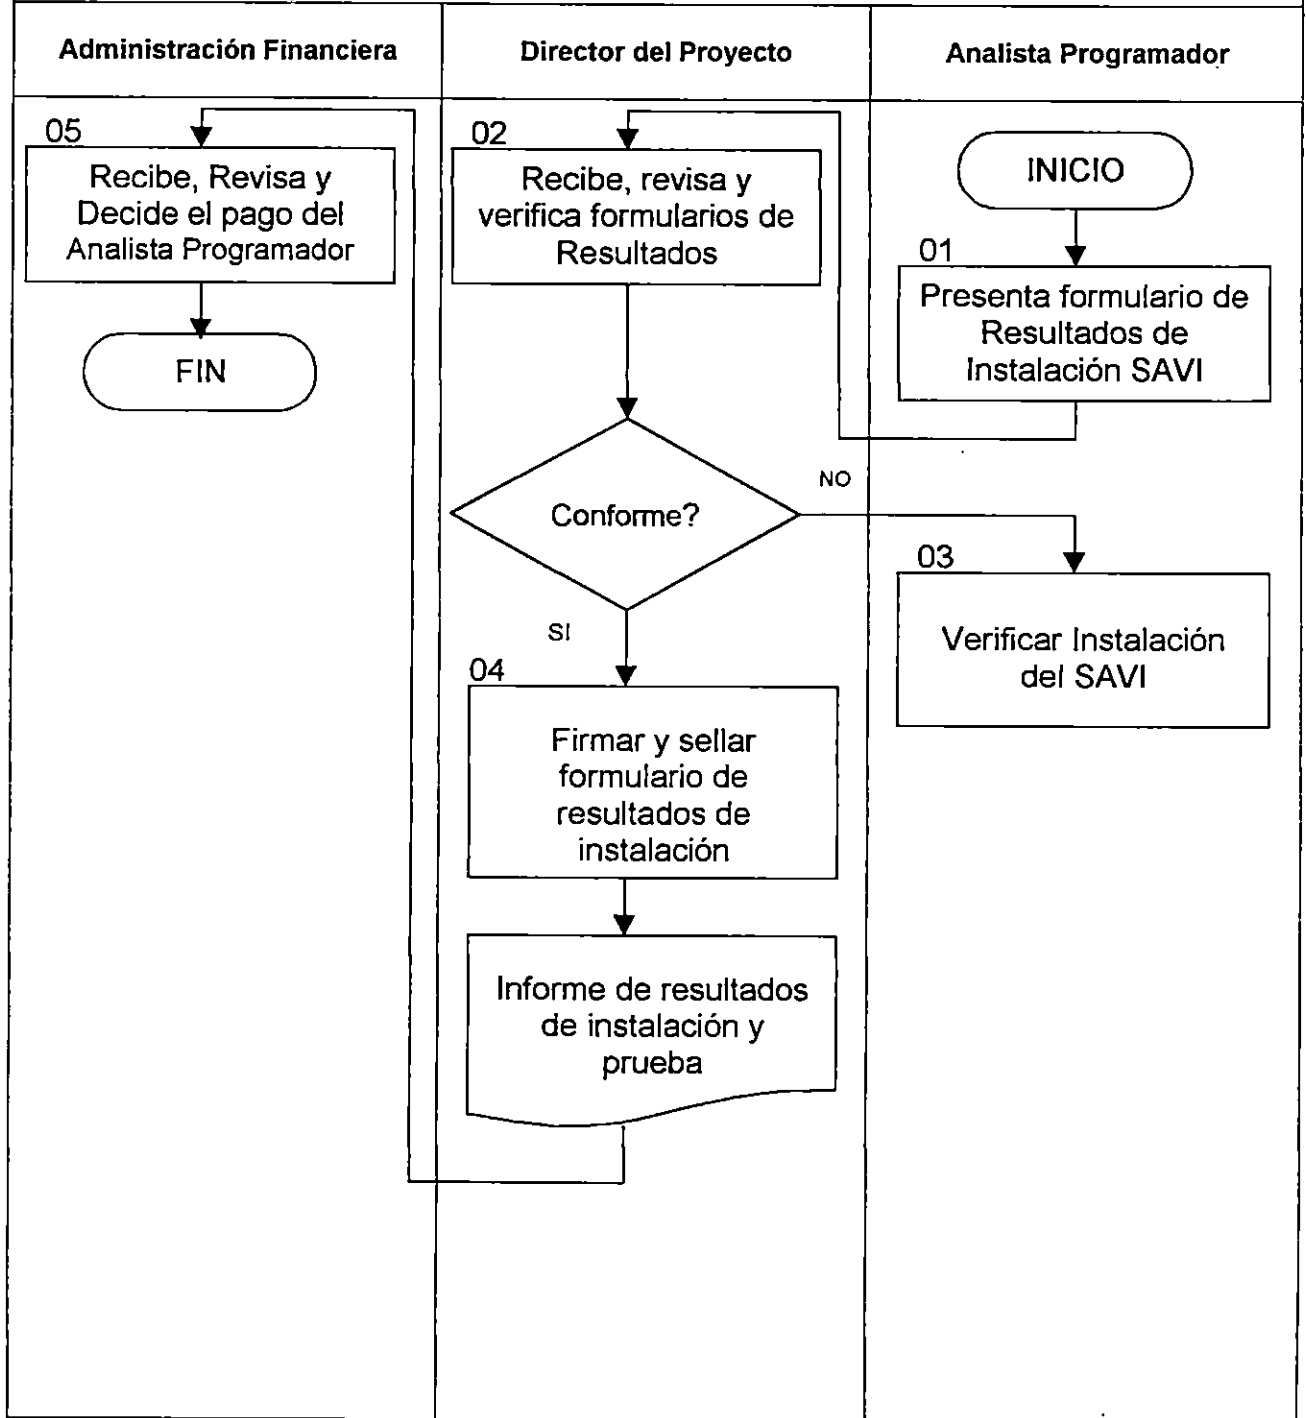 Administración Financiera
Director del Proyecto
Analista Programador
05
Recibe, Revisa y
Decide el pago del
Analista Programador
FIN
02
Recibe, revisa y
verifica formularios de
Resultados
Conforme?
NO
SI
04
Firmar y sellar
formulario de
resultados de
instalación
Informe de resultados
de instalación y
prueba
INICIO
01
Presenta formulario de
Resultados de
Instalación SAVI
03
Verificar Instalación
del SAVI